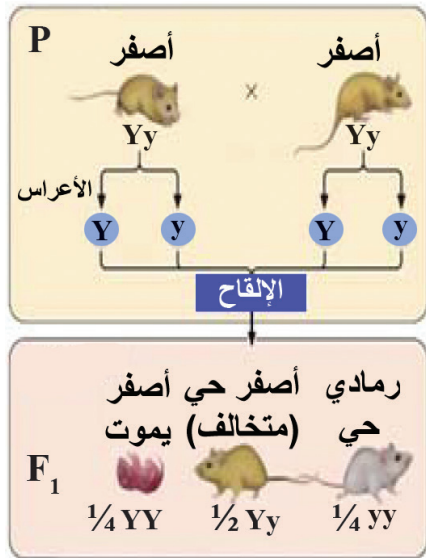 P
أصفر × أصفر
Yy Yy
الأعراس
Y y Y y
الإلقاح
رمادي أصفر حي أصفر
حي (متخالف) يموت
F₁
¼ YY ½ Yy ¼ yy